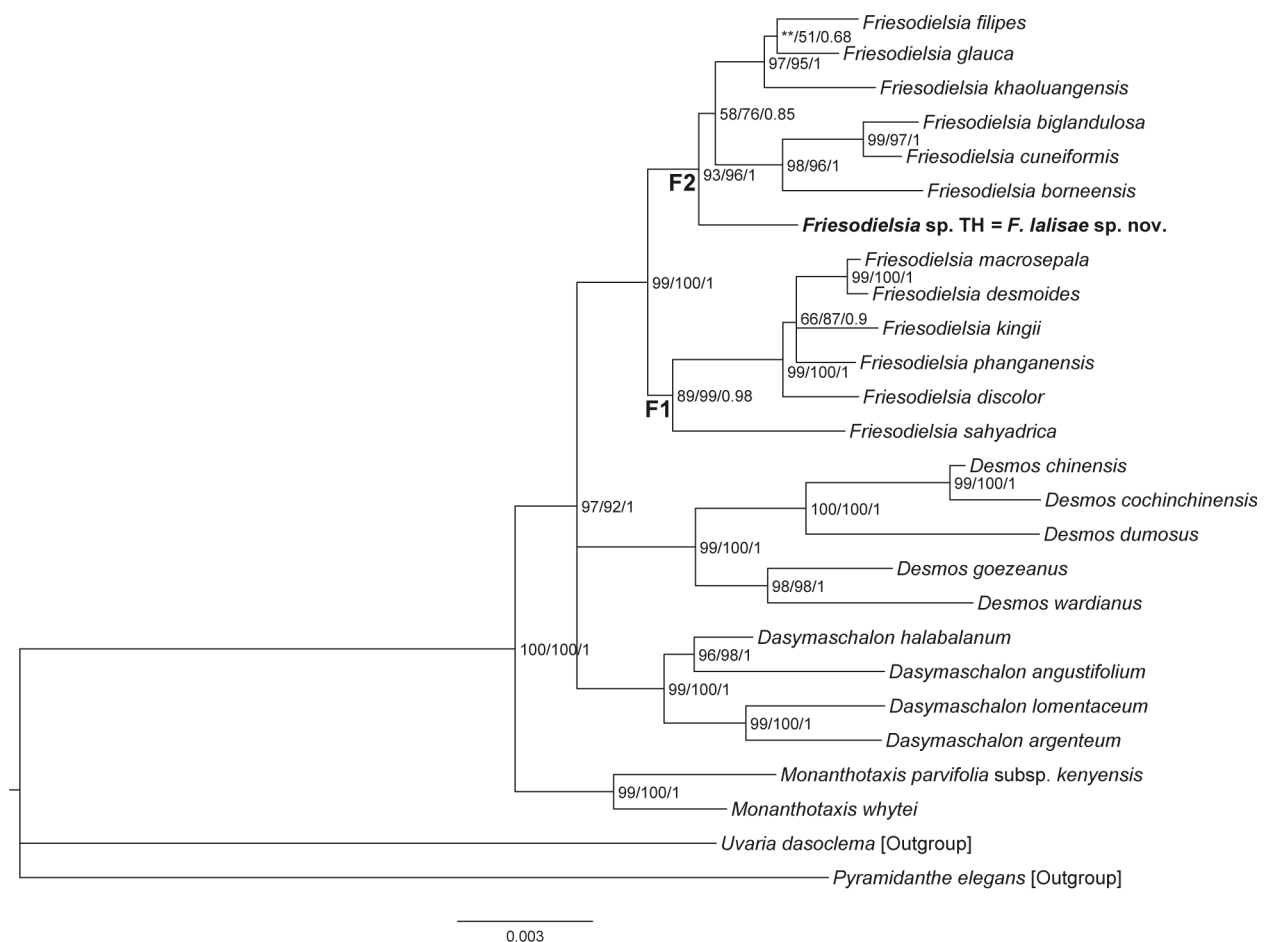 Friesodielsia filipes
**/51/0.68
Friesodielsia glauca
97/95/1
Friesodielsia khaoluangensis
58/76/0.85
Friesodielsia biglandulosa
99/97/1
Friesodielsia cuneiformis
98/96/1
93/96/1
F2
Friesodielsia borneensis
Friesodielsia sp. TH = F. lalisae sp. nov.
Friesodielsia macrosepala
99/100/1
99/100/1
Friesodielsia desmoides
66/87/0.9
Friesodielsia kingii
Friesodielsia phanganensis
99/100/1
89/99/0.98
Friesodielsia discolor
F1
Friesodielsia sahyadrica
Desmos chinensis
99/100/1
Desmos cochinchinensis
97/92/1
100/100/1
Desmos dumosus
99/100/1
Desmos goezeanus
98/98/1
Desmos wardianus
Dasymaschalon halabalanum
100/100/1
96/98/1
Dasymaschalon angustifolium
99/100/1
Dasymaschalon lomentaceum
99/100/1
Dasymaschalon argenteum
Monanthotaxis parvifolia subsp. kenyensis
99/100/1
Monanthotaxis whytei
Uvaria dasoclema [Outgroup]
Pyramidanthe elegans [Outgroup]
0.003